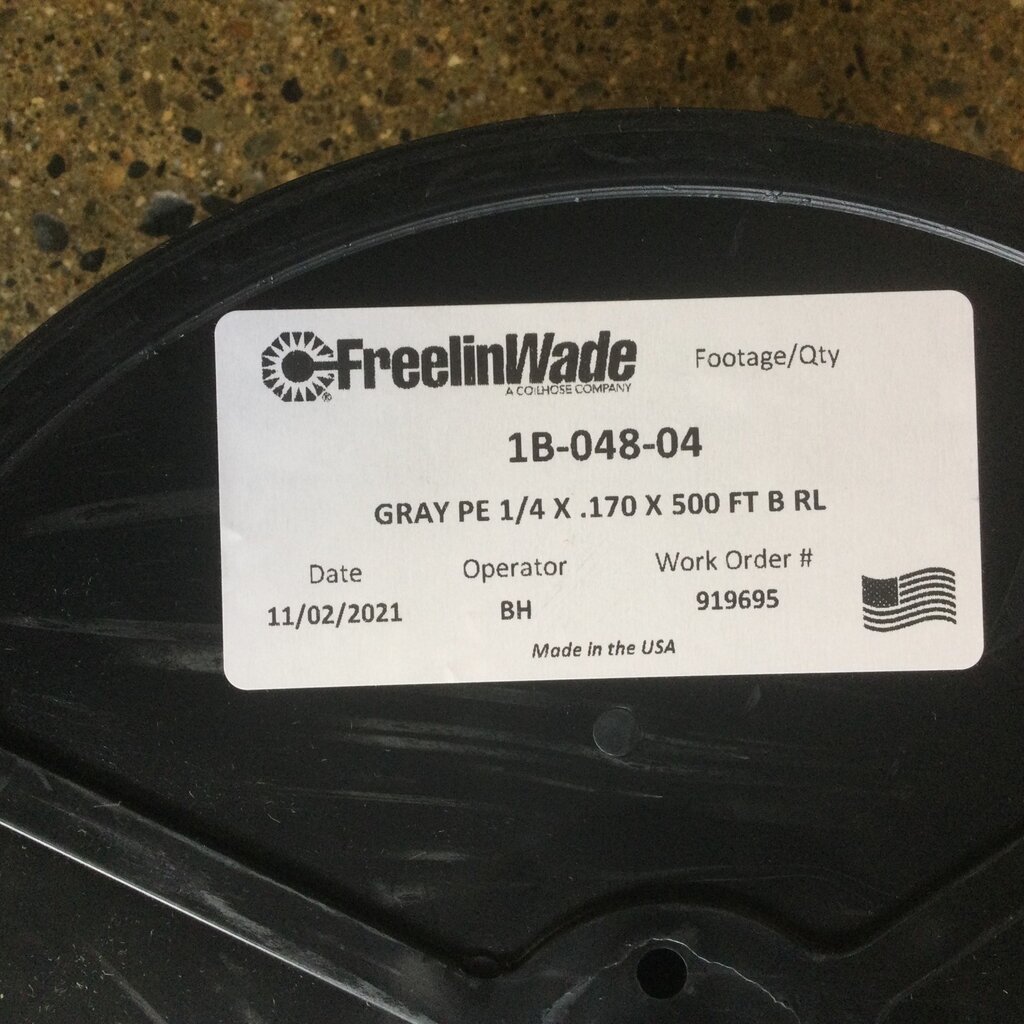 FreelinWade
A COILHOSE COMPANY
Footage/Qty
1B-048-04
GRAY PE 1/4 X .170 X 500 FT B RL
Date Operator Work Order #
11/02/2021 BH 919695
Made in the USA